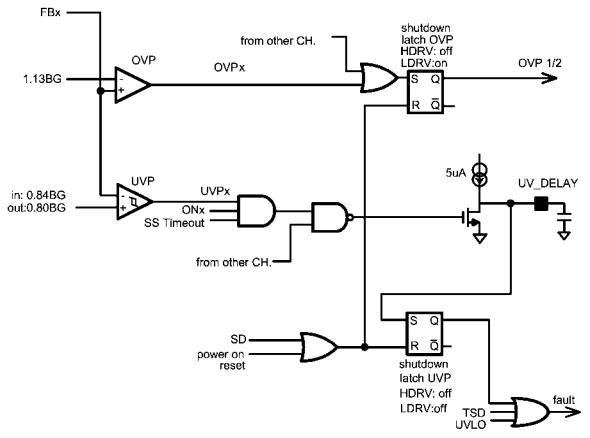 FBx
from other CH.
shutdown
latch OVP
HDRV: off
LDRV:on
OVP
OVPx
OVP 1/2
1.13BG
-
+
S Q
R Q̅
5uA
UV_DELAY
UVP
in: 0.84BG
out:0.80BG
-
+
UVPx
ONx
SS Timeout
from other CH.
S Q
R Q̅
SD
power on
reset
shutdown
latch UVP
HDRV: off
LDRV:off
TSD
UVLO
fault